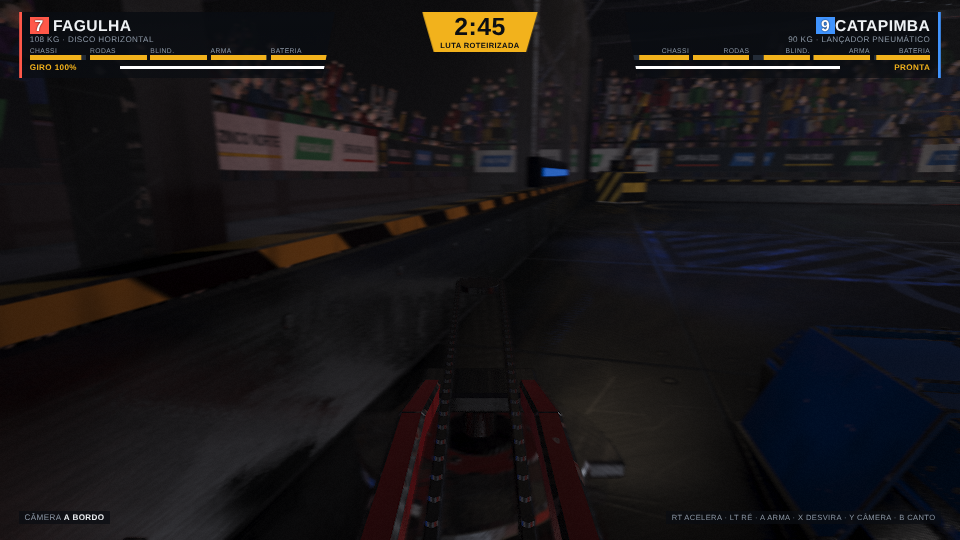 7 FAGULHA
108 KG · DISCO HORIZONTAL
CHASSI RODAS BLIND. ARMA BATERIA
GIRO 100%
2:45
LUTA ROTEIRIZADA
9 CATAPIMBA
90 KG · LANÇADOR PNEUMÁTICO
CHASSI RODAS BLIND. ARMA BATERIA
PRONTA
ZINCO NORTE
CÂMERA A BORDO
RT ACELERA · LT RÉ · A ARMA · X DESVIRA · Y CÂMERA · B CANTO